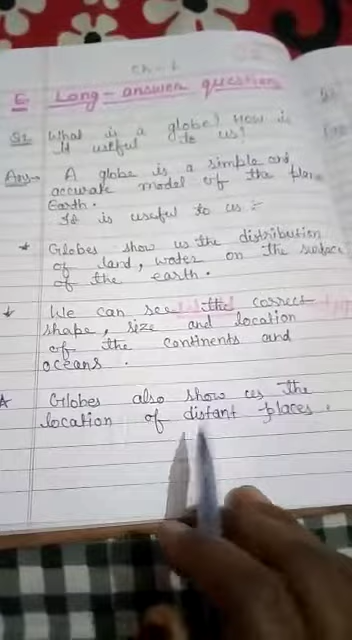 Ch - 1
E Long-answer question
Q1 What is a globe? How is
it useful to us?
Ans- A globe is a simple and
accurate model of the
Earth.
It is useful to us :-
* Globes show us the distribution
of land, water on the surface
of the earth.
* We can see the correct
shape, size and location
of the continents and
oceans.
* Globes also show us the
location of distant places.